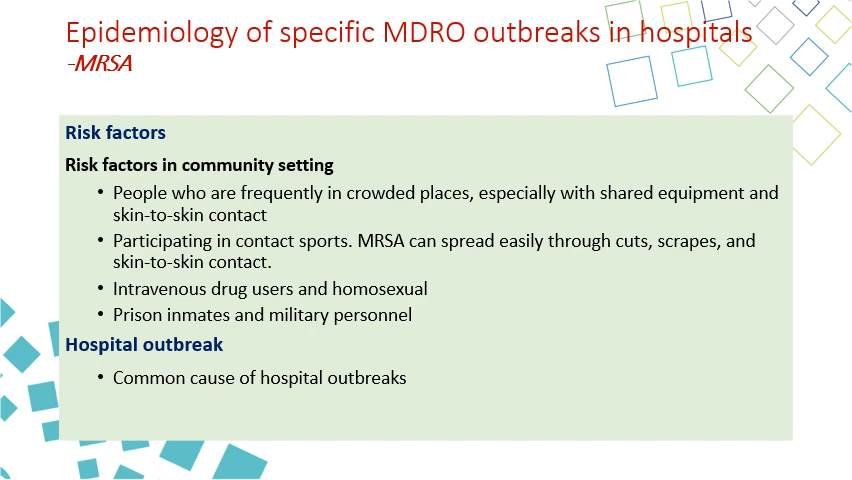 Epidemiology of specific MDRO outbreaks in hospitals
-MRSA
Risk factors
Risk factors in community setting
• People who are frequently in crowded places, especially with shared equipment and
skin-to-skin contact
• Participating in contact sports. MRSA can spread easily through cuts, scrapes, and
skin-to-skin contact.
• Intravenous drug users and homosexual
• Prison inmates and military personnel
Hospital outbreak
• Common cause of hospital outbreaks